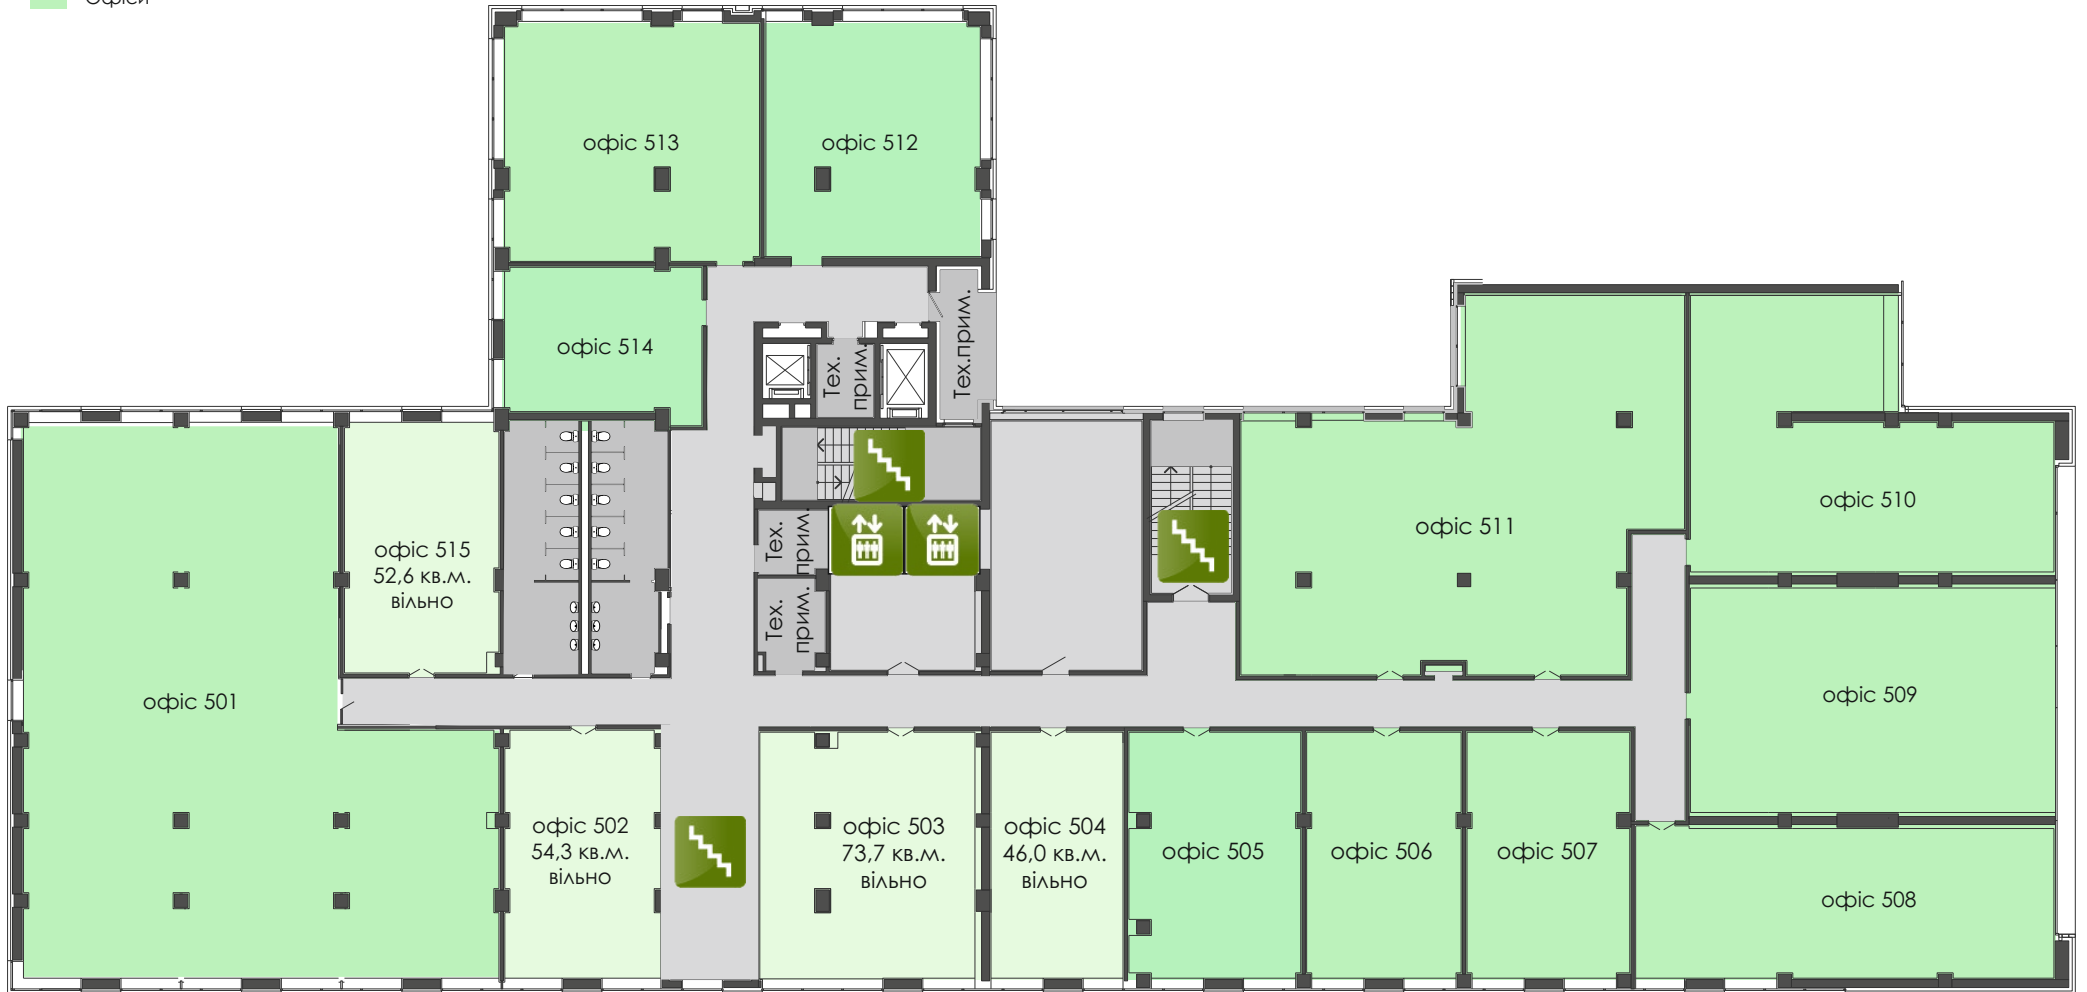 Офіси
офіс 513
офіс 512
офіс 514
Тех.
прим.
Тех.прим.
офіс 515
52,6 кв.м.
вільно
Тех.
прим.
Тех.
прим.
офіс 511
офіс 510
офіс 501
офіс 509
офіс 502
54,3 кв.м.
вільно
офіс 503
73,7 кв.м.
вільно
офіс 504
46,0 кв.м.
вільно
офіс 505
офіс 506
офіс 507
офіс 508